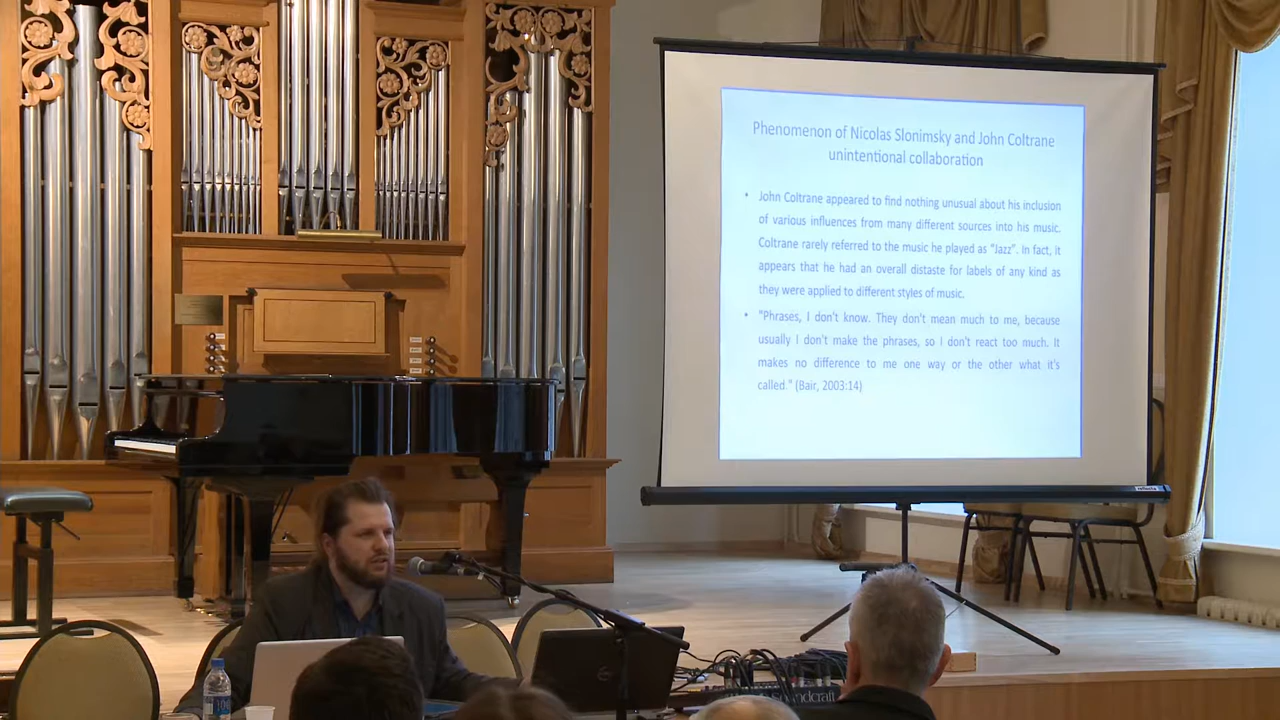 Phenomenon of Nicolas Slonimsky and John Coltrane
unintentional collaboration
• John Coltrane appeared to find nothing unusual about his inclusion
of various influences from many different sources into his music.
Coltrane rarely referred to the music he played as "Jazz". In fact, it
appears that he had an overall distaste for labels of any kind as
they were applied to different styles of music.
• "Phrases, I don't know. They don't mean much to me, because
usually I don't make the phrases, so I don't react too much. It
makes no difference to me one way or the other what it's
called." (Bair, 2003:14)
Soundcraft